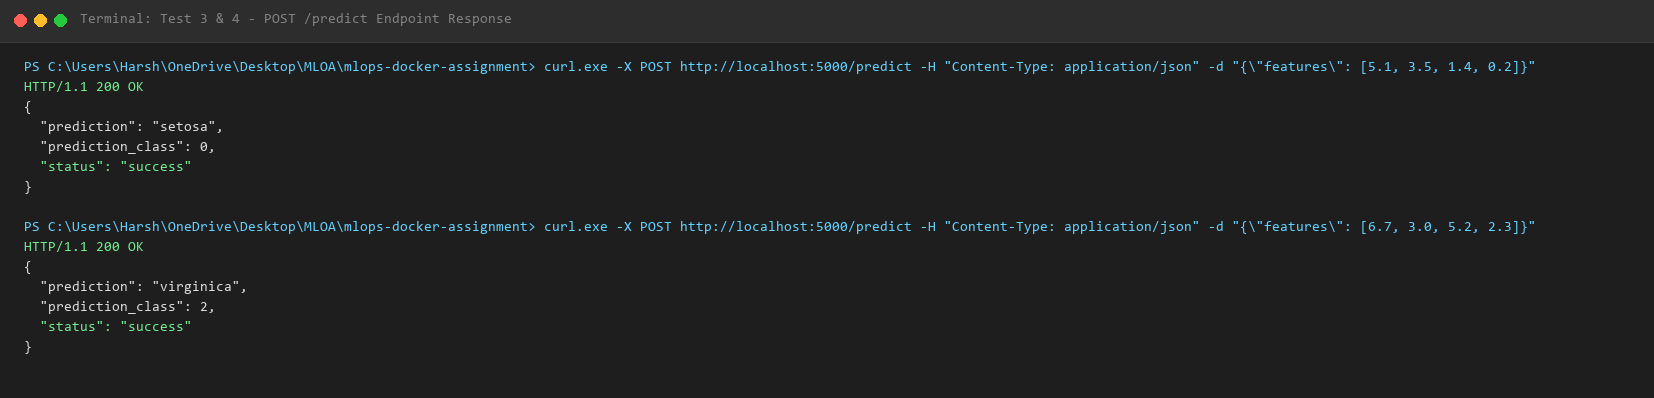 Terminal: Test 3 & 4 - POST /predict Endpoint Response
PS C:\Users\Harsh\OneDrive\Desktop\MLOA\mlops-docker-assignment> curl.exe -X POST http://localhost:5000/predict -H "Content-Type: application/json" -d "{\"features\": [5.1, 3.5, 1.4, 0.2]}"
HTTP/1.1 200 OK
{
  "prediction": "setosa",
  "prediction_class": 0,
  "status": "success"
}
PS C:\Users\Harsh\OneDrive\Desktop\MLOA\mlops-docker-assignment> curl.exe -X POST http://localhost:5000/predict -H "Content-Type: application/json" -d "{\"features\": [6.7, 3.0, 5.2, 2.3]}"
HTTP/1.1 200 OK
{
  "prediction": "virginica",
  "prediction_class": 2,
  "status": "success"
}